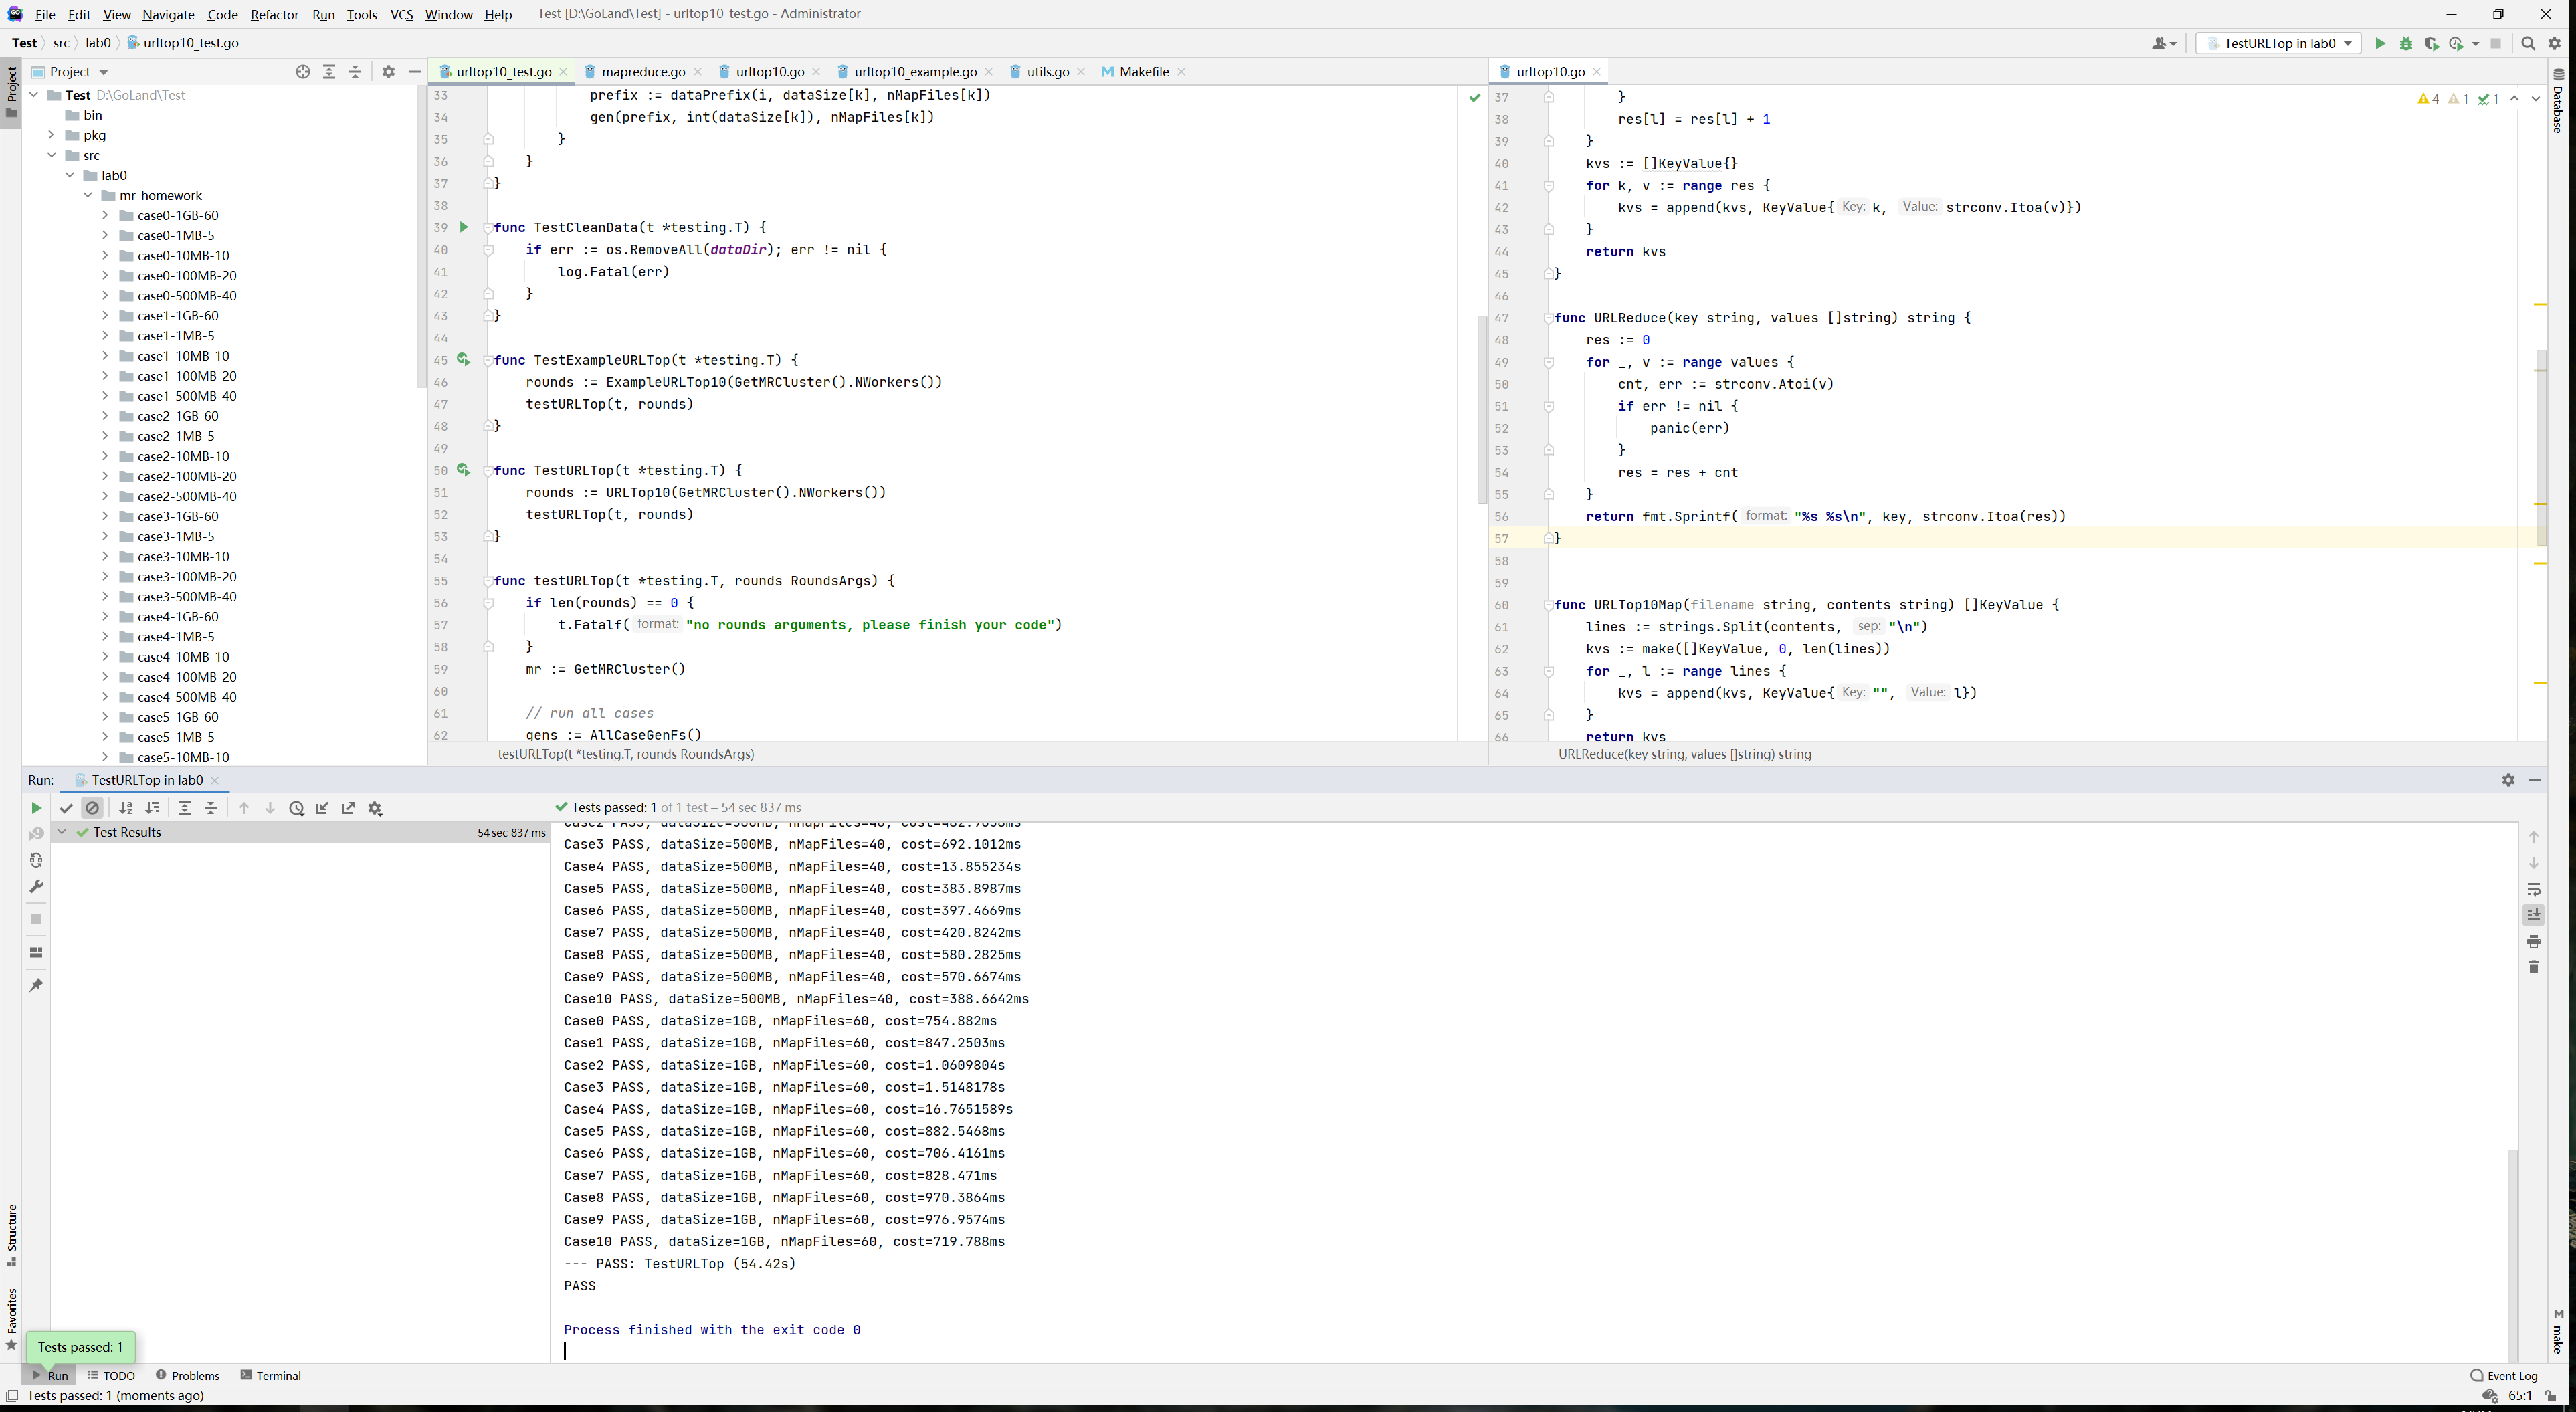 File Edit View Navigate Code Refactor Run Tools VCS Window Help Test [D:\GoLand\Test] - urltop10_test.go - Administrator
Test src lab0 urltop10_test.go
TestURLTop in lab0
Project
Project
Test D:\GoLand\Test
bin
pkg
src
lab0
mr_homework
case0-1GB-60
case0-1MB-5
case0-10MB-10
case0-100MB-20
case0-500MB-40
case1-1GB-60
case1-1MB-5
case1-10MB-10
case1-100MB-20
case1-500MB-40
case2-1GB-60
case2-1MB-5
case2-10MB-10
case2-100MB-20
case2-500MB-40
case3-1GB-60
case3-1MB-5
case3-10MB-10
case3-100MB-20
case3-500MB-40
case4-1GB-60
case4-1MB-5
case4-10MB-10
case4-100MB-20
case4-500MB-40
case5-1GB-60
case5-1MB-5
case5-10MB-10
urltop10_test.go mapreduce.go urltop10.go urltop10_example.go utils.go Makefile
33 prefix := dataPrefix(i, dataSize[k], nMapFiles[k])
34 gen(prefix, int(dataSize[k]), nMapFiles[k])
35 }
36 }
37 }
38
39 func TestCleanData(t *testing.T) {
40 if err := os.RemoveAll(dataDir); err != nil {
41 log.Fatal(err)
42 }
43 }
44
45 func TestExampleURLTop(t *testing.T) {
46 rounds := ExampleURLTop10(GetMRCluster().NWorkers())
47 testURLTop(t, rounds)
48 }
49
50 func TestURLTop(t *testing.T) {
51 rounds := URLTop10(GetMRCluster().NWorkers())
52 testURLTop(t, rounds)
53 }
54
55 func testURLTop(t *testing.T, rounds RoundsArgs) {
56 if len(rounds) == 0 {
57 t.Fatalf( format: "no rounds arguments, please finish your code")
58 }
59 mr := GetMRCluster()
60
61 // run all cases
62 gens := AllCaseGenFs()
testURLTop(t *testing.T, rounds RoundsArgs)
urltop10.go
4 1 1
37 }
38 res[l] = res[l] + 1
39 }
40 kvs := []KeyValue{}
41 for k, v := range res {
42 kvs = append(kvs, KeyValue{ Key: k, Value: strconv.Itoa(v)})
43 }
44 return kvs
45 }
46
47 func URLReduce(key string, values []string) string {
48 res := 0
49 for _, v := range values {
50 cnt, err := strconv.Atoi(v)
51 if err != nil {
52 panic(err)
53 }
54 res = res + cnt
55 }
56 return fmt.Sprintf( format: "%s %s\n", key, strconv.Itoa(res))
57 }
58
59
60 func URLTop10Map(filename string, contents string) []KeyValue {
61 lines := strings.Split(contents, sep: "\n")
62 kvs := make([]KeyValue, 0, len(lines))
63 for _, l := range lines {
64 kvs = append(kvs, KeyValue{ Key: "", Value: l})
65 }
66 return kvs
URLReduce(key string, values []string) string
Database
Run: TestURLTop in lab0
Tests passed: 1 of 1 test – 54 sec 837 ms
Test Results 54 sec 837 ms
Case3 PASS, dataSize=500MB, nMapFiles=40, cost=692.1012ms
Case4 PASS, dataSize=500MB, nMapFiles=40, cost=13.855234s
Case5 PASS, dataSize=500MB, nMapFiles=40, cost=383.8987ms
Case6 PASS, dataSize=500MB, nMapFiles=40, cost=397.4669ms
Case7 PASS, dataSize=500MB, nMapFiles=40, cost=420.8242ms
Case8 PASS, dataSize=500MB, nMapFiles=40, cost=580.2825ms
Case9 PASS, dataSize=500MB, nMapFiles=40, cost=570.6674ms
Case10 PASS, dataSize=500MB, nMapFiles=40, cost=388.6642ms
Case0 PASS, dataSize=1GB, nMapFiles=60, cost=754.882ms
Case1 PASS, dataSize=1GB, nMapFiles=60, cost=847.2503ms
Case2 PASS, dataSize=1GB, nMapFiles=60, cost=1.0609804s
Case3 PASS, dataSize=1GB, nMapFiles=60, cost=1.5148178s
Case4 PASS, dataSize=1GB, nMapFiles=60, cost=16.7651589s
Case5 PASS, dataSize=1GB, nMapFiles=60, cost=882.5468ms
Case6 PASS, dataSize=1GB, nMapFiles=60, cost=706.4161ms
Case7 PASS, dataSize=1GB, nMapFiles=60, cost=828.471ms
Case8 PASS, dataSize=1GB, nMapFiles=60, cost=970.3864ms
Case9 PASS, dataSize=1GB, nMapFiles=60, cost=976.9574ms
Case10 PASS, dataSize=1GB, nMapFiles=60, cost=719.788ms
--- PASS: TestURLTop (54.42s)
PASS
Process finished with the exit code 0
Structure
Favorites
make
Tests passed: 1
Run TODO Problems Terminal Event Log
Tests passed: 1 (moments ago) 65:1